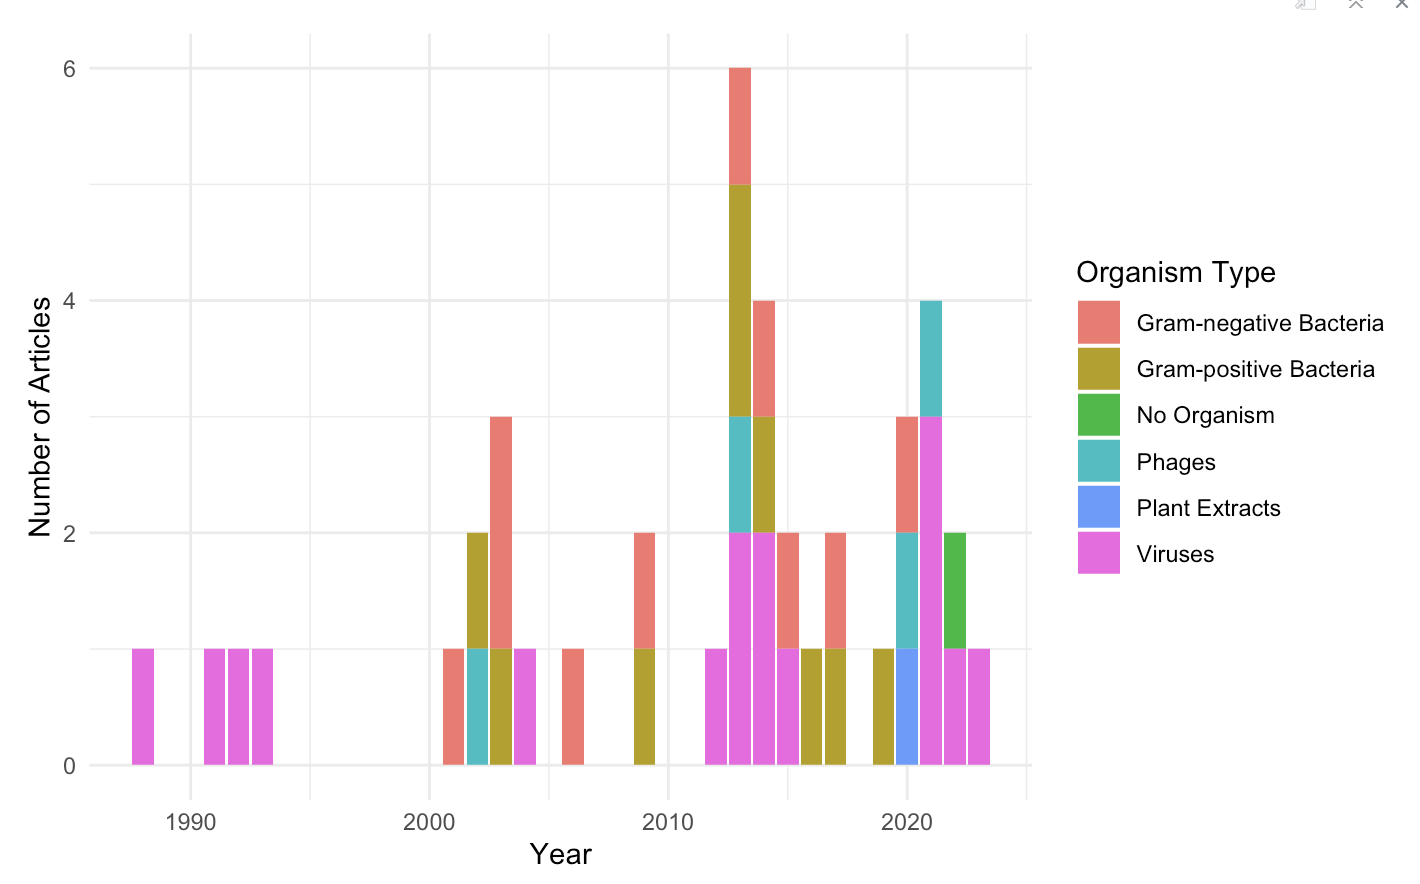 6
4
2
0
Number of Articles
1990
2000
2010
2020
Year
Organism Type
Gram-negative Bacteria
Gram-positive Bacteria
No Organism
Phages
Plant Extracts
Viruses